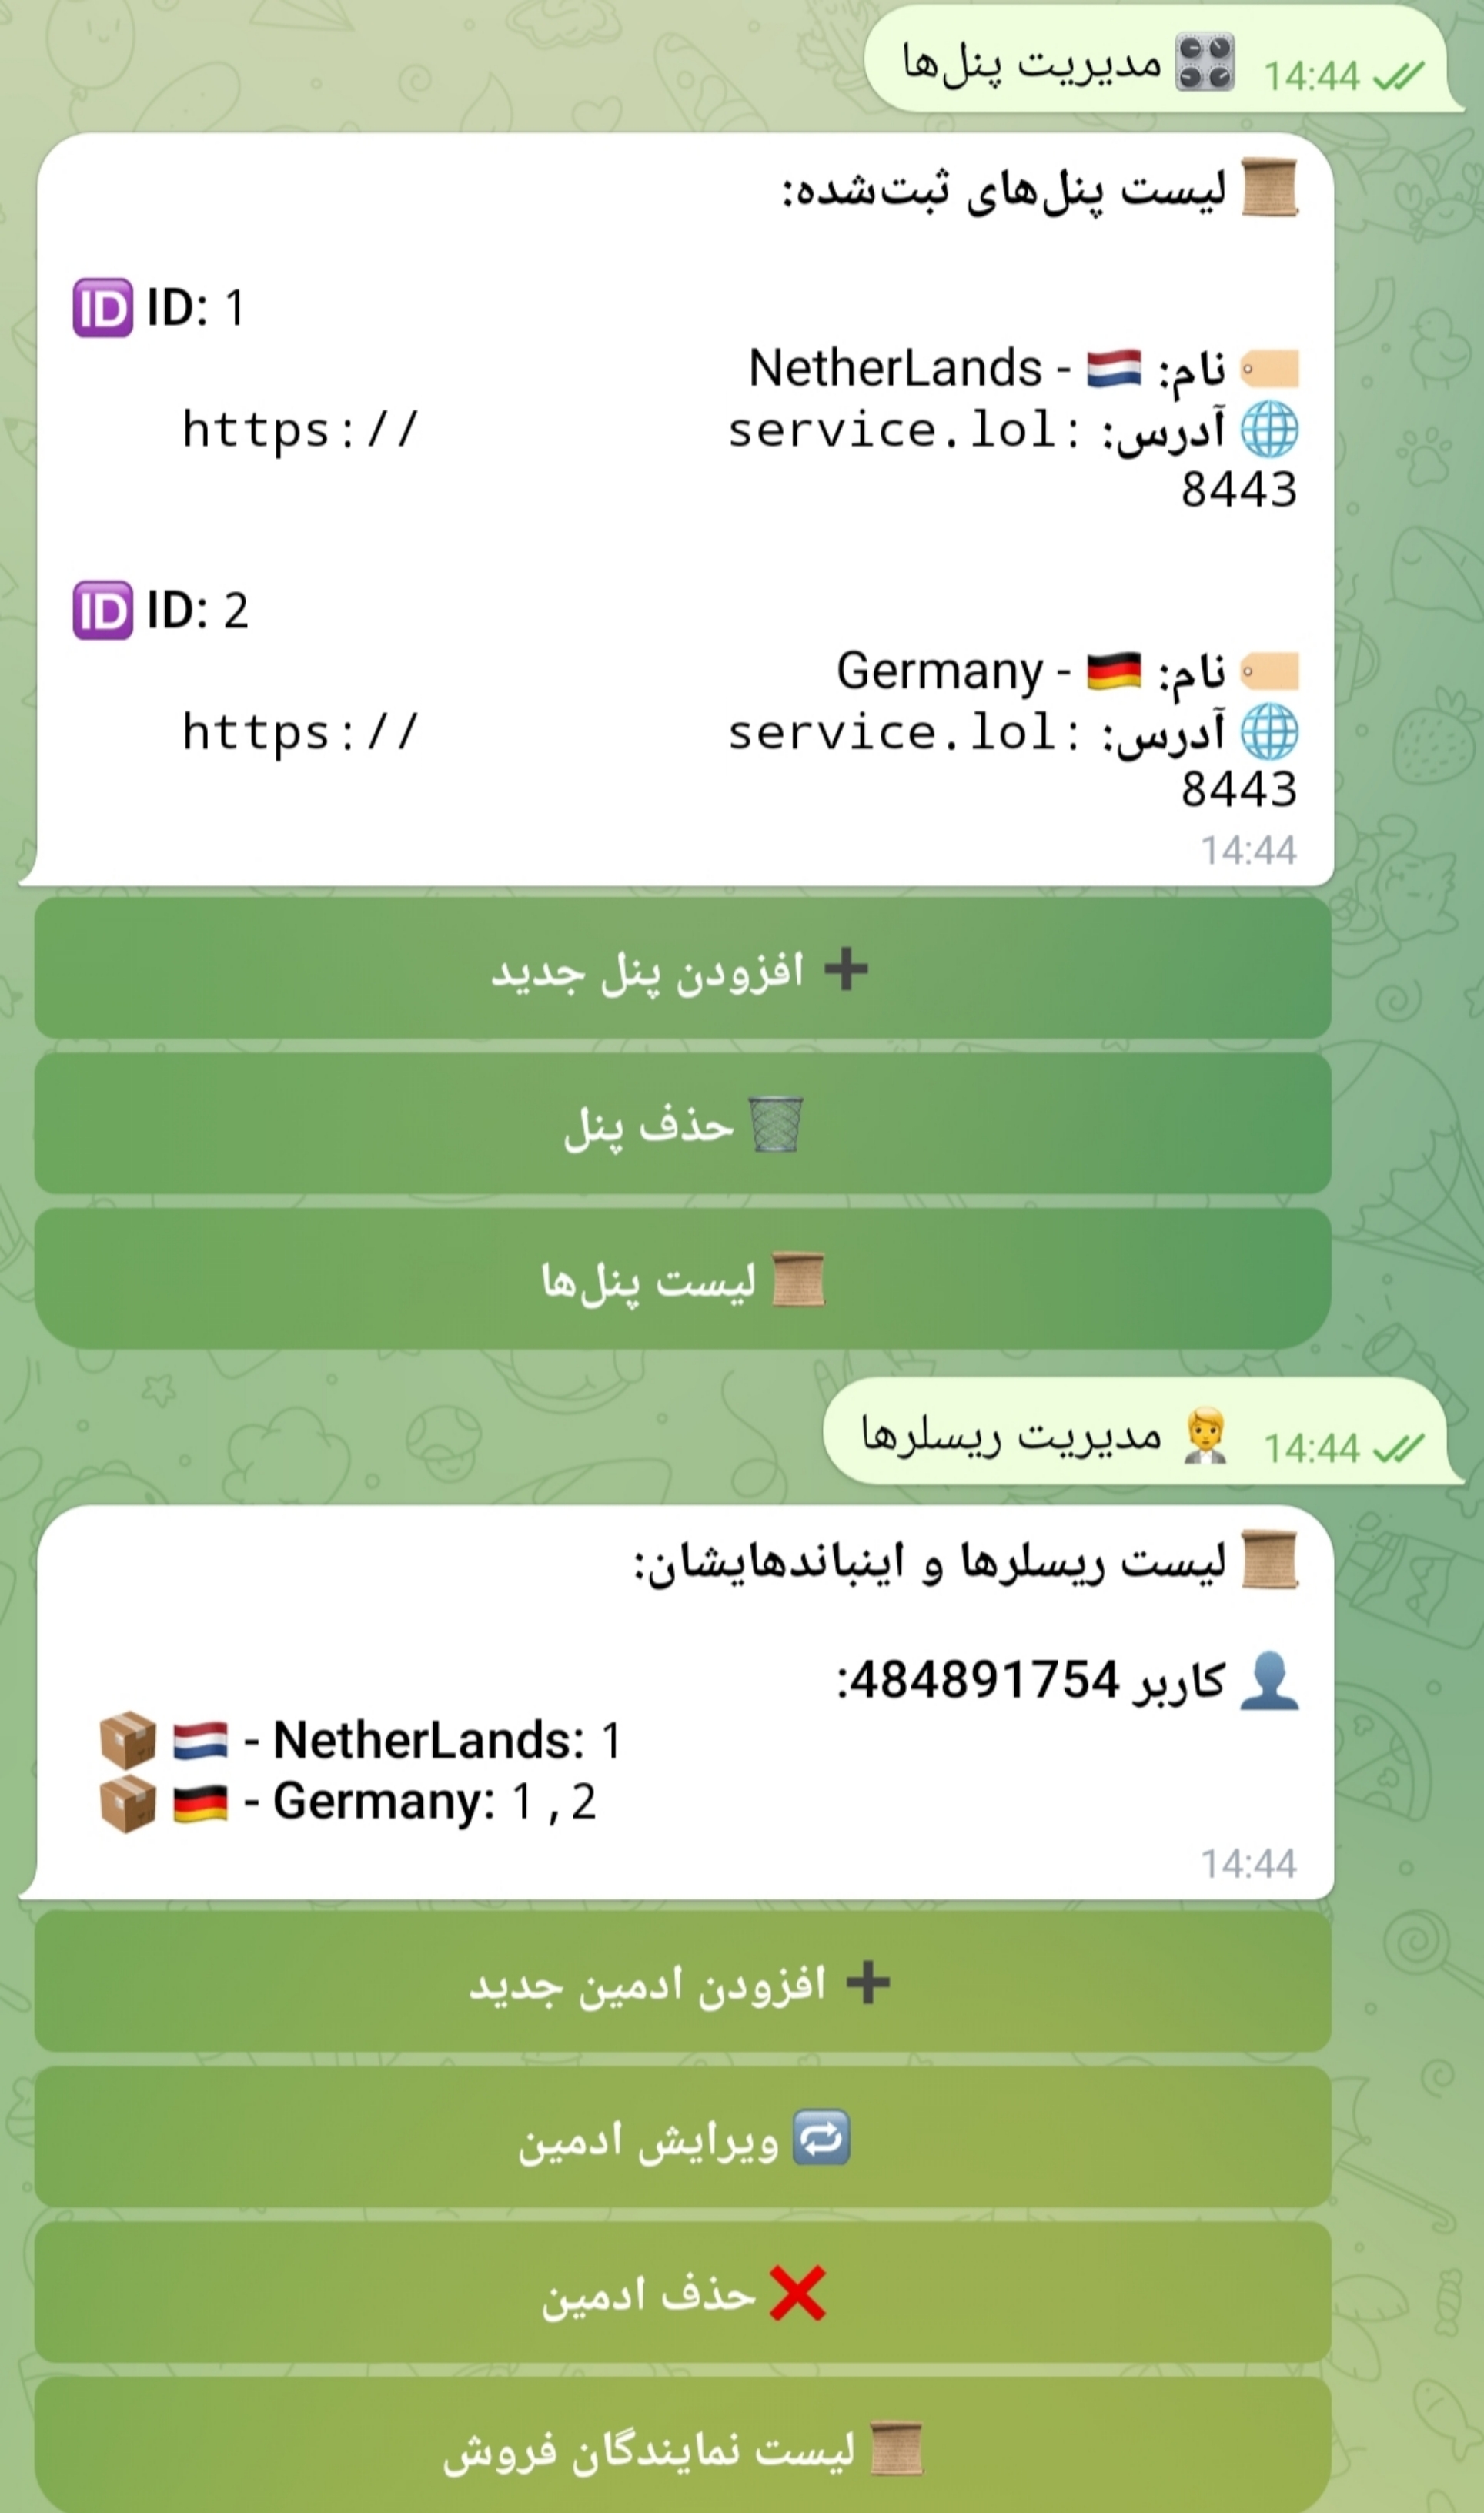 مدیریت پنل‌ها 🎛
14:44
📜 لیست پنل‌های ثبت‌شده:
🆔 ID: 1
🏷 نام: 🇳🇱 - NetherLands
🌐 آدرس: https:// service.lol:
8443
🆔 ID: 2
🏷 نام: 🇩🇪 - Germany
🌐 آدرس: https:// service.lol:
8443
14:44
➕ افزودن پنل جدید
🗑 حذف پنل
📜 لیست پنل‌ها
مدیریت ریسلرها 🧑‍💼
14:44
📜 لیست ریسلرها و اینباندهایشان:
👤 کاربر 484891754:
📦 🇳🇱 - NetherLands: 1
📦 🇩🇪 - Germany: 1 , 2
14:44
➕ افزودن ادمین جدید
🔁 ویرایش ادمین
❌ حذف ادمین
📜 لیست نمایندگان فروش